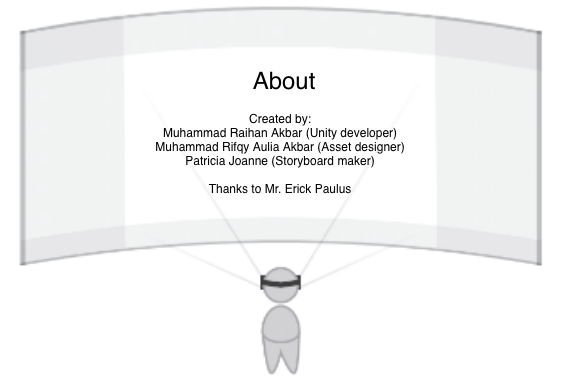 About
Created by:
Muhammad Raihan Akbar (Unity developer)
Muhammad Rifqy Aulia Akbar (Asset designer)
Patricia Joanne (Storyboard maker)
Thanks to Mr. Erick Paulus